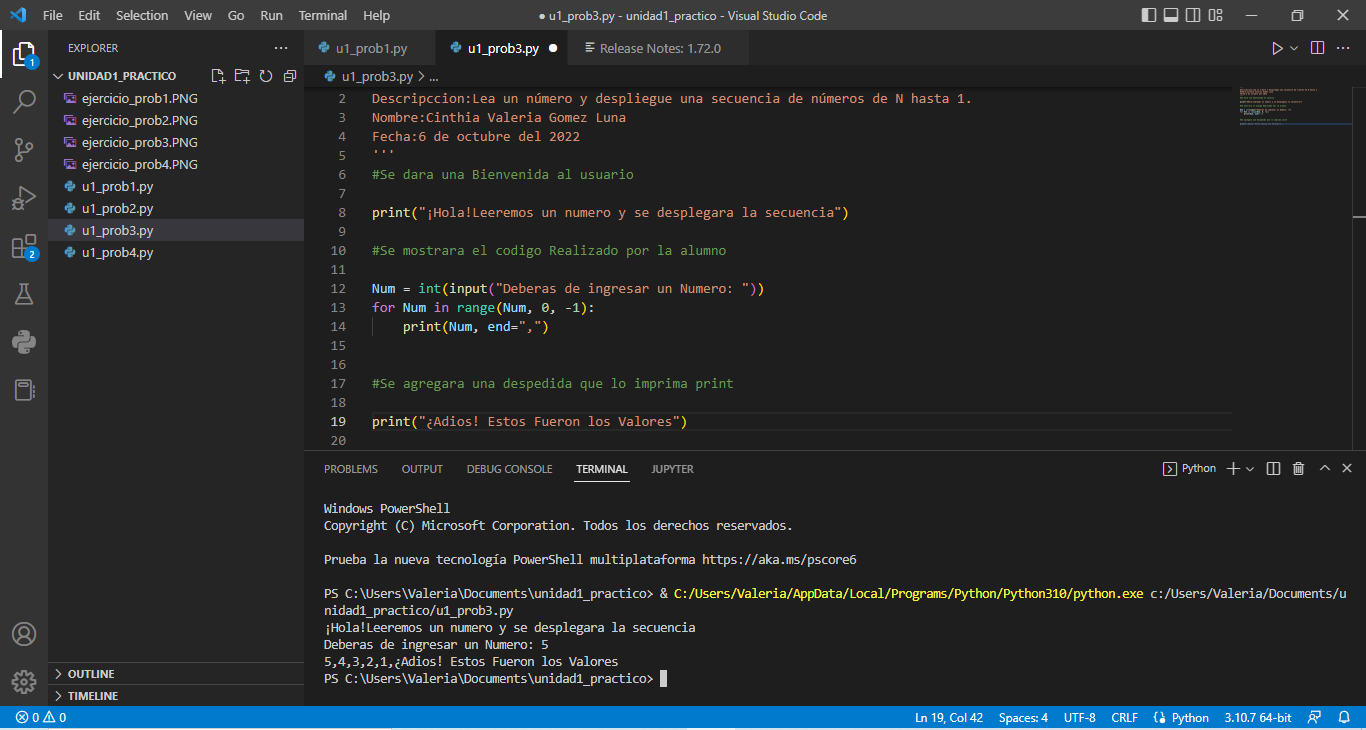 File Edit Selection View Go Run Terminal Help ● u1_prob3.py - unidad1_practico - Visual Studio Code
EXPLORER ···
u1_prob1.py u1_prob3.py ● Release Notes: 1.72.0
UNIDAD1_PRACTICO
ejercicio_prob1.PNG
ejercicio_prob2.PNG
ejercicio_prob3.PNG
ejercicio_prob4.PNG
u1_prob1.py
u1_prob2.py
u1_prob3.py
u1_prob4.py
1
2
OUTLINE
TIMELINE
u1_prob3.py > ...
2 Descripccion:Lea un número y despliegue una secuencia de números de N hasta 1.
3 Nombre:Cinthia Valeria Gomez Luna
4 Fecha:6 de octubre del 2022
5 '''
6 #Se dara una Bienvenida al usuario
7
8 print("¡Hola!Leeremos un numero y se desplegara la secuencia")
9
10 #Se mostrara el codigo Realizado por la alumno
11
12 Num = int(input("Deberas de ingresar un Numero: "))
13 for Num in range(Num, 0, -1):
14     print(Num, end=",")
15
16
17 #Se agregara una despedida que lo imprima print
18
19 print("¿Adios! Estos Fueron los Valores")
20
PROBLEMS OUTPUT DEBUG CONSOLE TERMINAL JUPYTER Python
Windows PowerShell
Copyright (C) Microsoft Corporation. Todos los derechos reservados.
Prueba la nueva tecnología PowerShell multiplataforma https://aka.ms/pscore6
PS C:\Users\Valeria\Documents\unidad1_practico> & C:/Users/Valeria/AppData/Local/Programs/Python/Python310/python.exe c:/Users/Valeria/Documents/u
nidad1_practico/u1_prob3.py
¡Hola!Leeremos un numero y se desplegara la secuencia
Deberas de ingresar un Numero: 5
5,4,3,2,1,¿Adios! Estos Fueron los Valores
PS C:\Users\Valeria\Documents\unidad1_practico>
0 0 Ln 19, Col 42 Spaces: 4 UTF-8 CRLF Python 3.10.7 64-bit